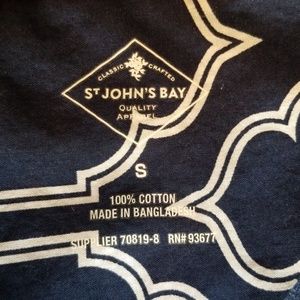 CLASSIC CRAFTED
ST JOHN'S BAY
QUALITY
APPAREL
S
100% COTTON
MADE IN BANGLADESH
SUPPLIER 70819-8 RN# 93677